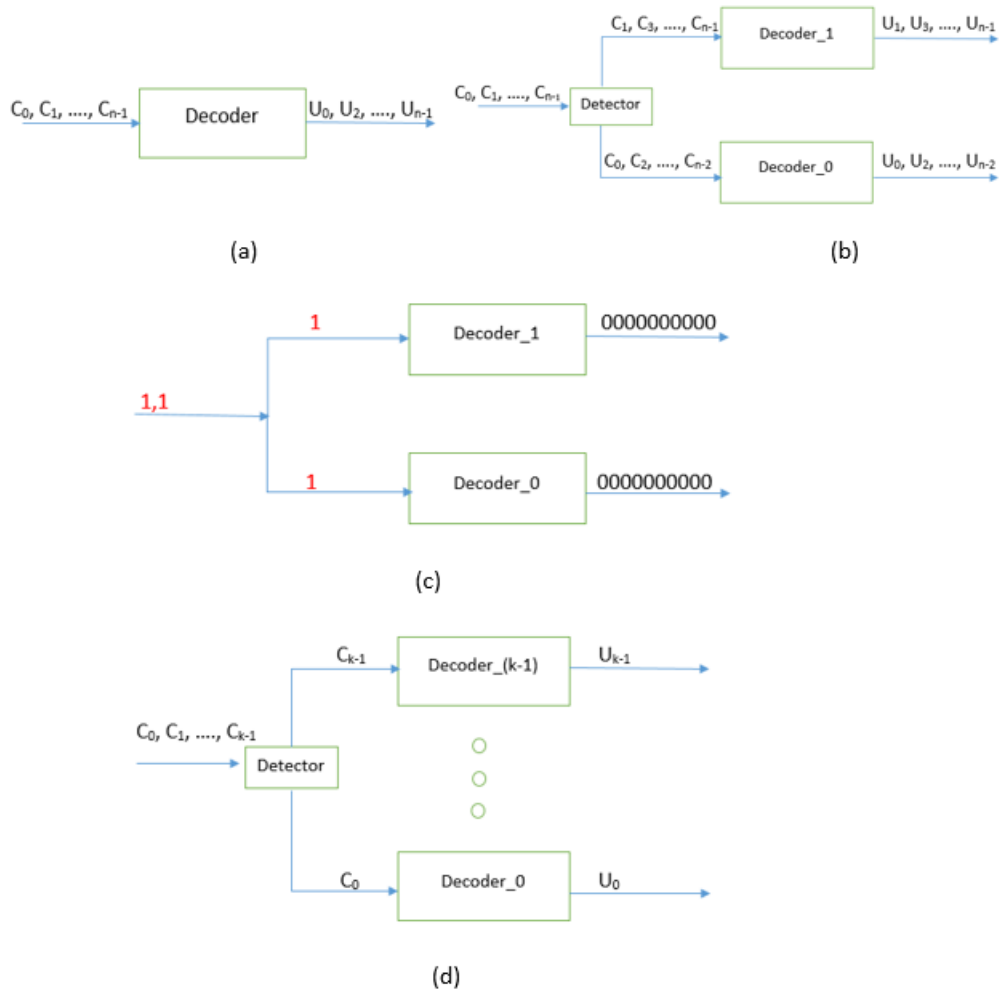 C₀, C₁, ...., Cₙ₋₁
Decoder
U₀, U₂, ...., Uₙ₋₁
(a)
C₁, C₃, ...., Cₙ₋₁
Decoder_1
U₁, U₃, ...., Uₙ₋₁
C₀, C₁, ...., Cₙ₋₁
Detector
C₀, C₂, ...., Cₙ₋₂
Decoder_0
U₀, U₂, ...., Uₙ₋₂
(b)
1
Decoder_1
0000000000
1,1
1
Decoder_0
0000000000
(c)
Cₖ₋₁
Decoder_(k-1)
Uₖ₋₁
C₀, C₁, ...., Cₖ₋₁
Detector
C₀
Decoder_0
U₀
(d)